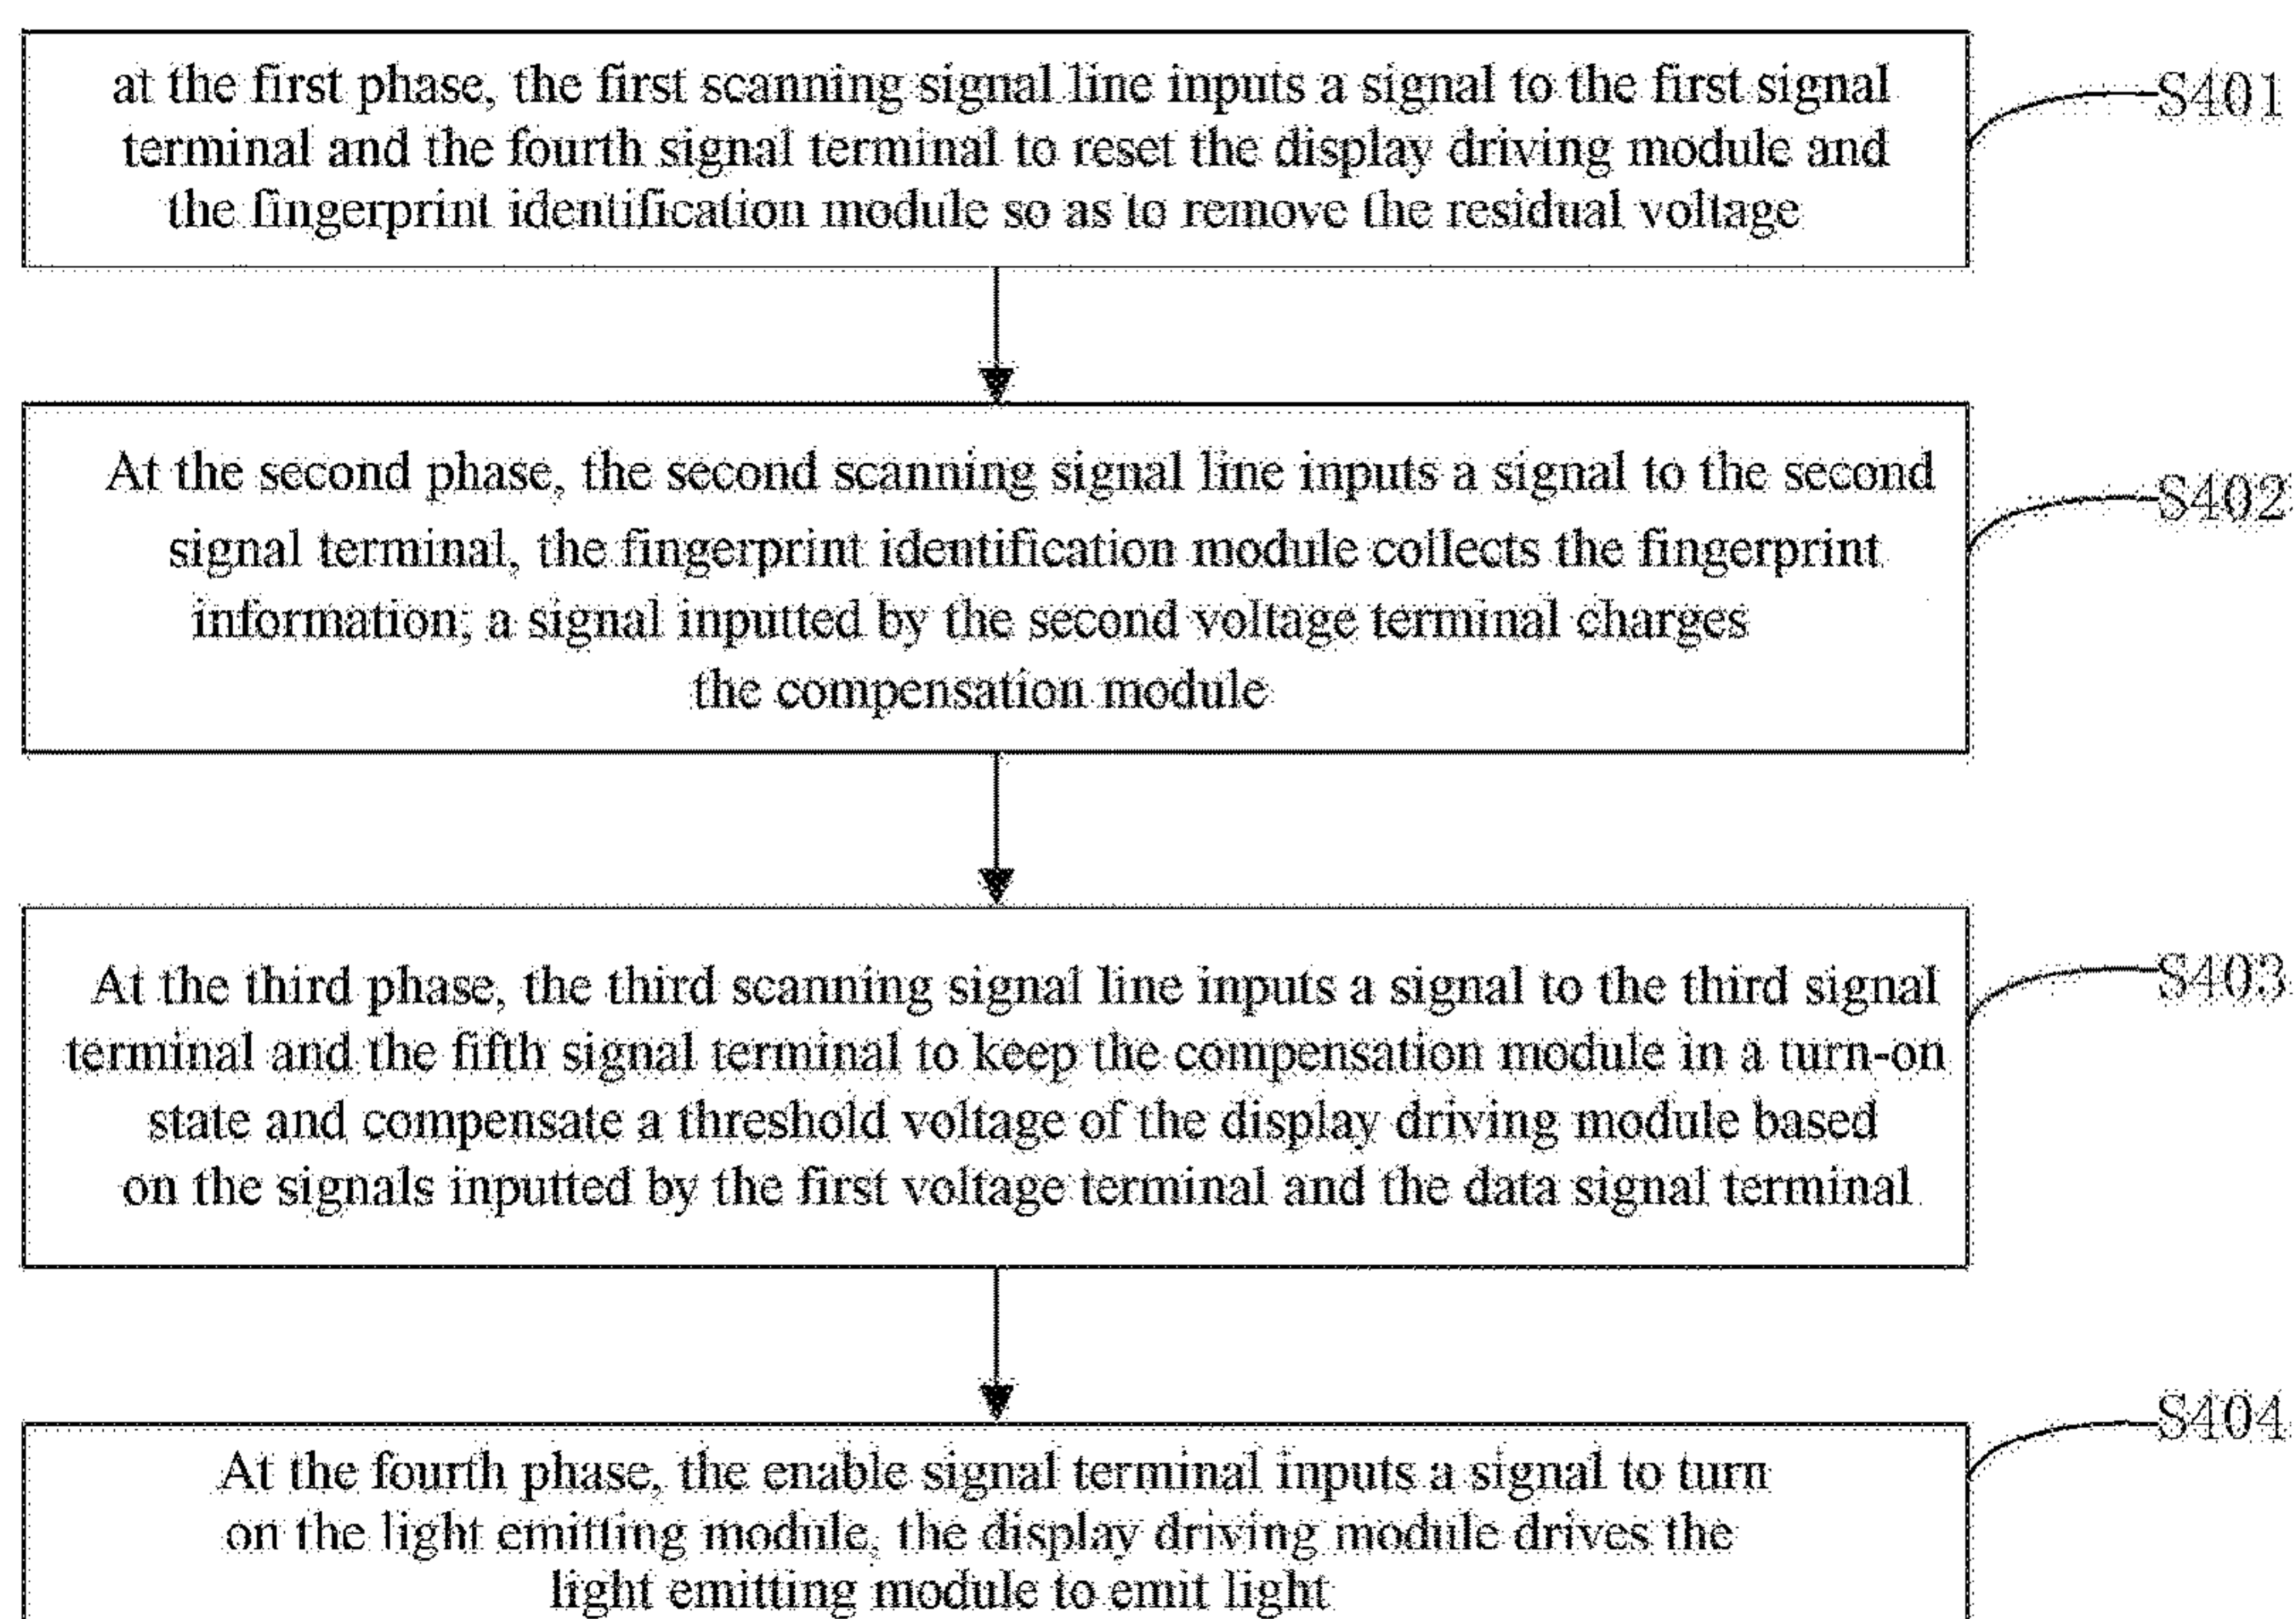 at the first phase, the first scanning signal line inputs a signal to the first signal
terminal and the fourth signal terminal to reset the display driving module and
the fingerprint identification module so as to remove the residual voltage
S401
At the second phase, the second scanning signal line inputs a signal to the second
signal terminal, the fingerprint identification module collects the fingerprint
information, a signal inputted by the second voltage terminal charges
the compensation module
S402
At the third phase, the third scanning signal line inputs a signal to the third signal
terminal and the fifth signal terminal to keep the compensation module in a turn-on
state and compensate a threshold voltage of the display driving module based
on the signals inputted by the first voltage terminal and the data signal terminal
S403
At the fourth phase, the enable signal terminal inputs a signal to turn
on the light emitting module, the display driving module drives the
light emitting module to emit light
S404